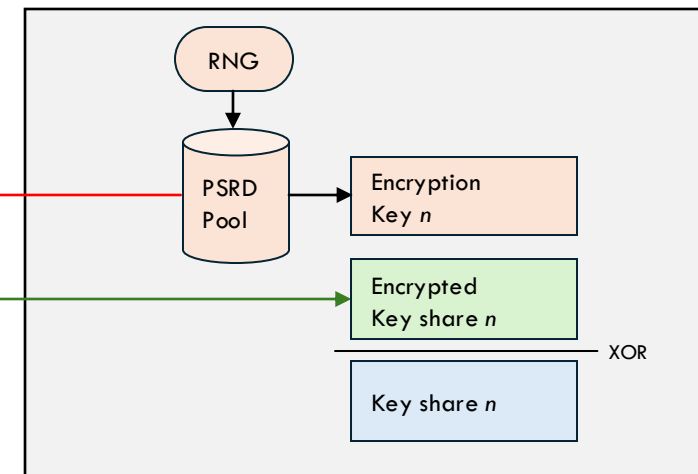 RNG
PSRD
Pool
Encryption
Key n
Encrypted
Key share n
XOR
Key share n